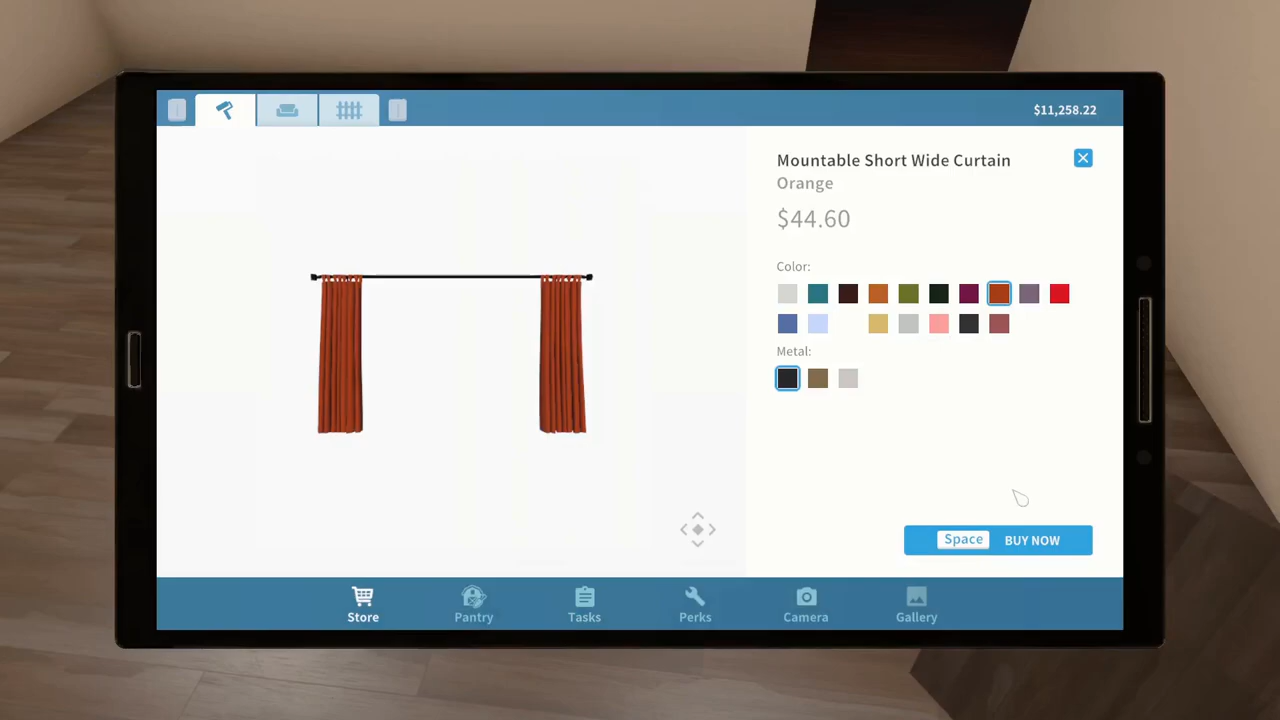 $11,258.22
Mountable Short Wide Curtain
Orange
$44.60
Color:
Metal:
Space BUY NOW
Store Pantry Tasks Perks Camera Gallery